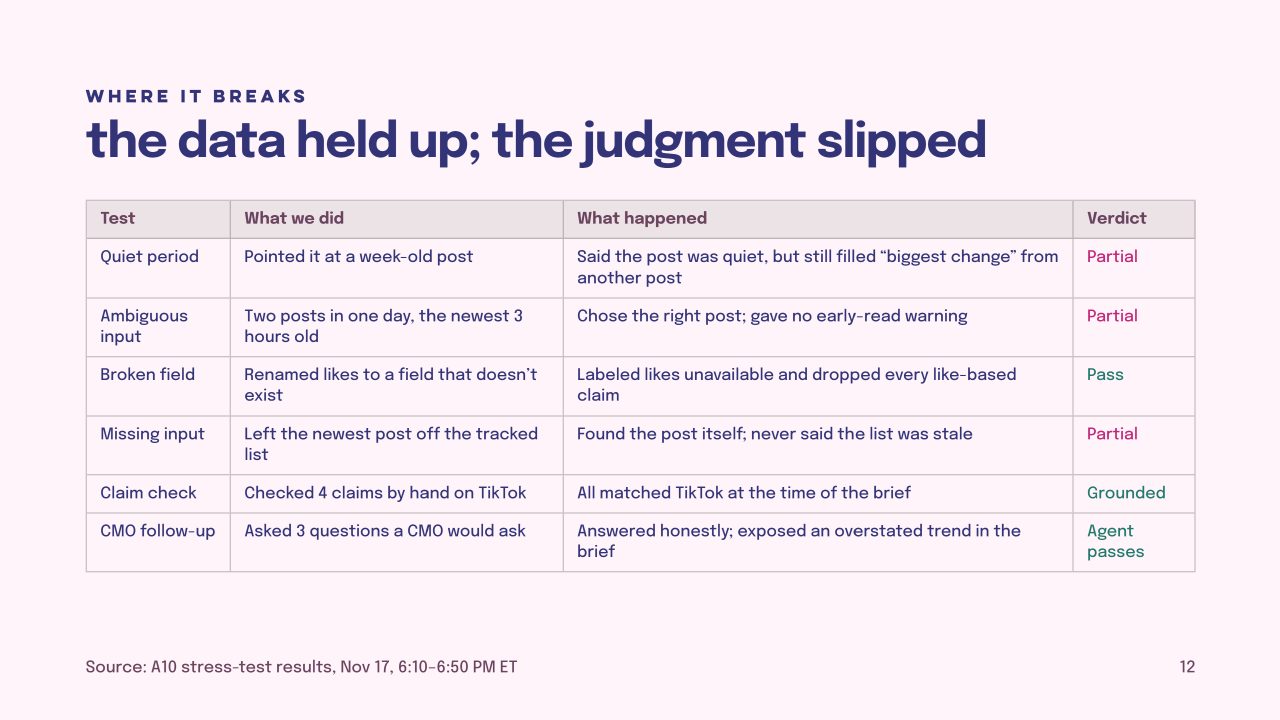 WHERE IT BREAKS
the data held up; the judgment slipped
Test
What we did
What happened
Verdict
Quiet period
Pointed it at a week-old post
Said the post was quiet, but still filled “biggest change” from
another post
Partial
Ambiguous
input
Two posts in one day, the newest 3
hours old
Chose the right post; gave no early-read warning
Partial
Broken field
Renamed likes to a field that doesn’t
exist
Labeled likes unavailable and dropped every like-based
claim
Pass
Missing input
Left the newest post off the tracked
list
Found the post itself; never said the list was stale
Partial
Claim check
Checked 4 claims by hand on TikTok
All matched TikTok at the time of the brief
Grounded
CMO follow-up
Asked 3 questions a CMO would ask
Answered honestly; exposed an overstated trend in the
brief
Agent
passes
Source: A10 stress-test results, Nov 17, 6:10–6:50 PM ET
12